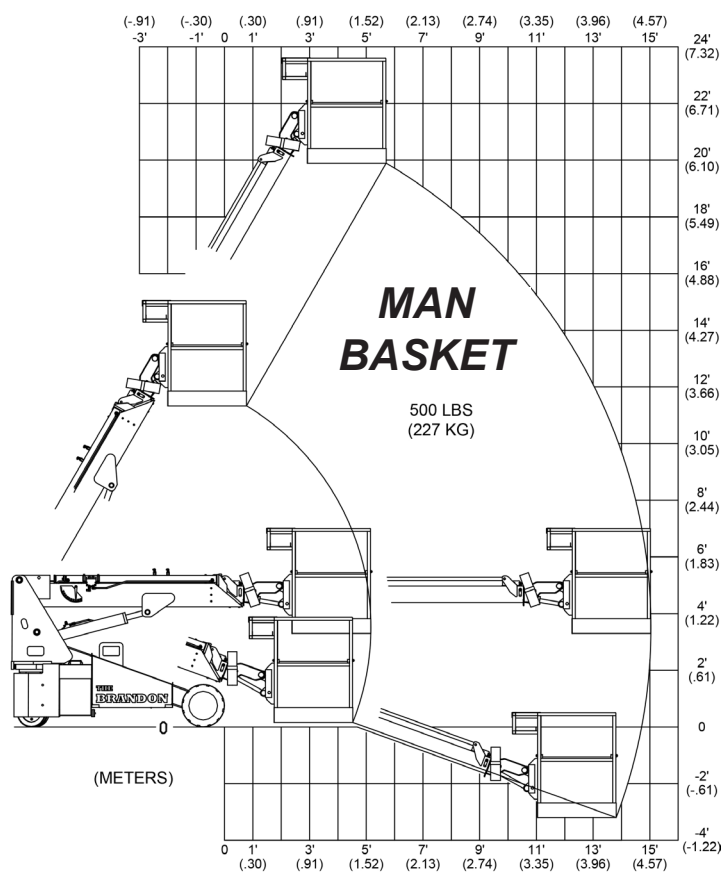 (-.91) (-.30) (.30) (.91) (1.52) (2.13) (2.74) (3.35) (3.96) (4.57)
-3' -1' 0 1' 3' 5' 7' 9' 11' 13' 15'
24'
(7.32)
22'
(6.71)
20'
(6.10)
18'
(5.49)
16'
(4.88)
MAN
BASKET
500 LBS
(227 KG)
14'
(4.27)
12'
(3.66)
10'
(3.05)
8'
(2.44)
6'
(1.83)
4'
(1.22)
2'
(.61)
THE
BRANDON
0
0
(METERS)
-2'
(-.61)
-4'
(-1.22)
0 1' 3' 5' 7' 9' 11' 13' 15'
(.30) (.91) (1.52) (2.13) (2.74) (3.35) (3.96) (4.57)